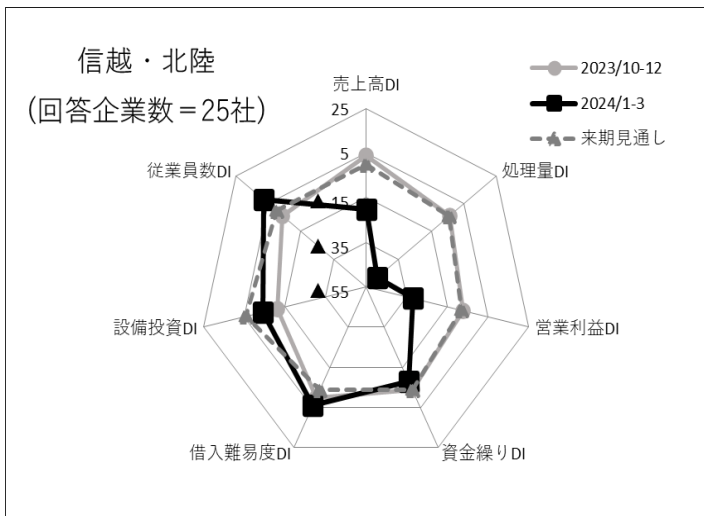 信越・北陸
(回答企業数＝25社)
2023/10-12
2024/1-3
来期見通し
売上高DI
処理量DI
営業利益DI
資金繰りDI
借入難易度DI
設備投資DI
従業員数DI
25
5
▲ 15
▲ 35
▲ 55